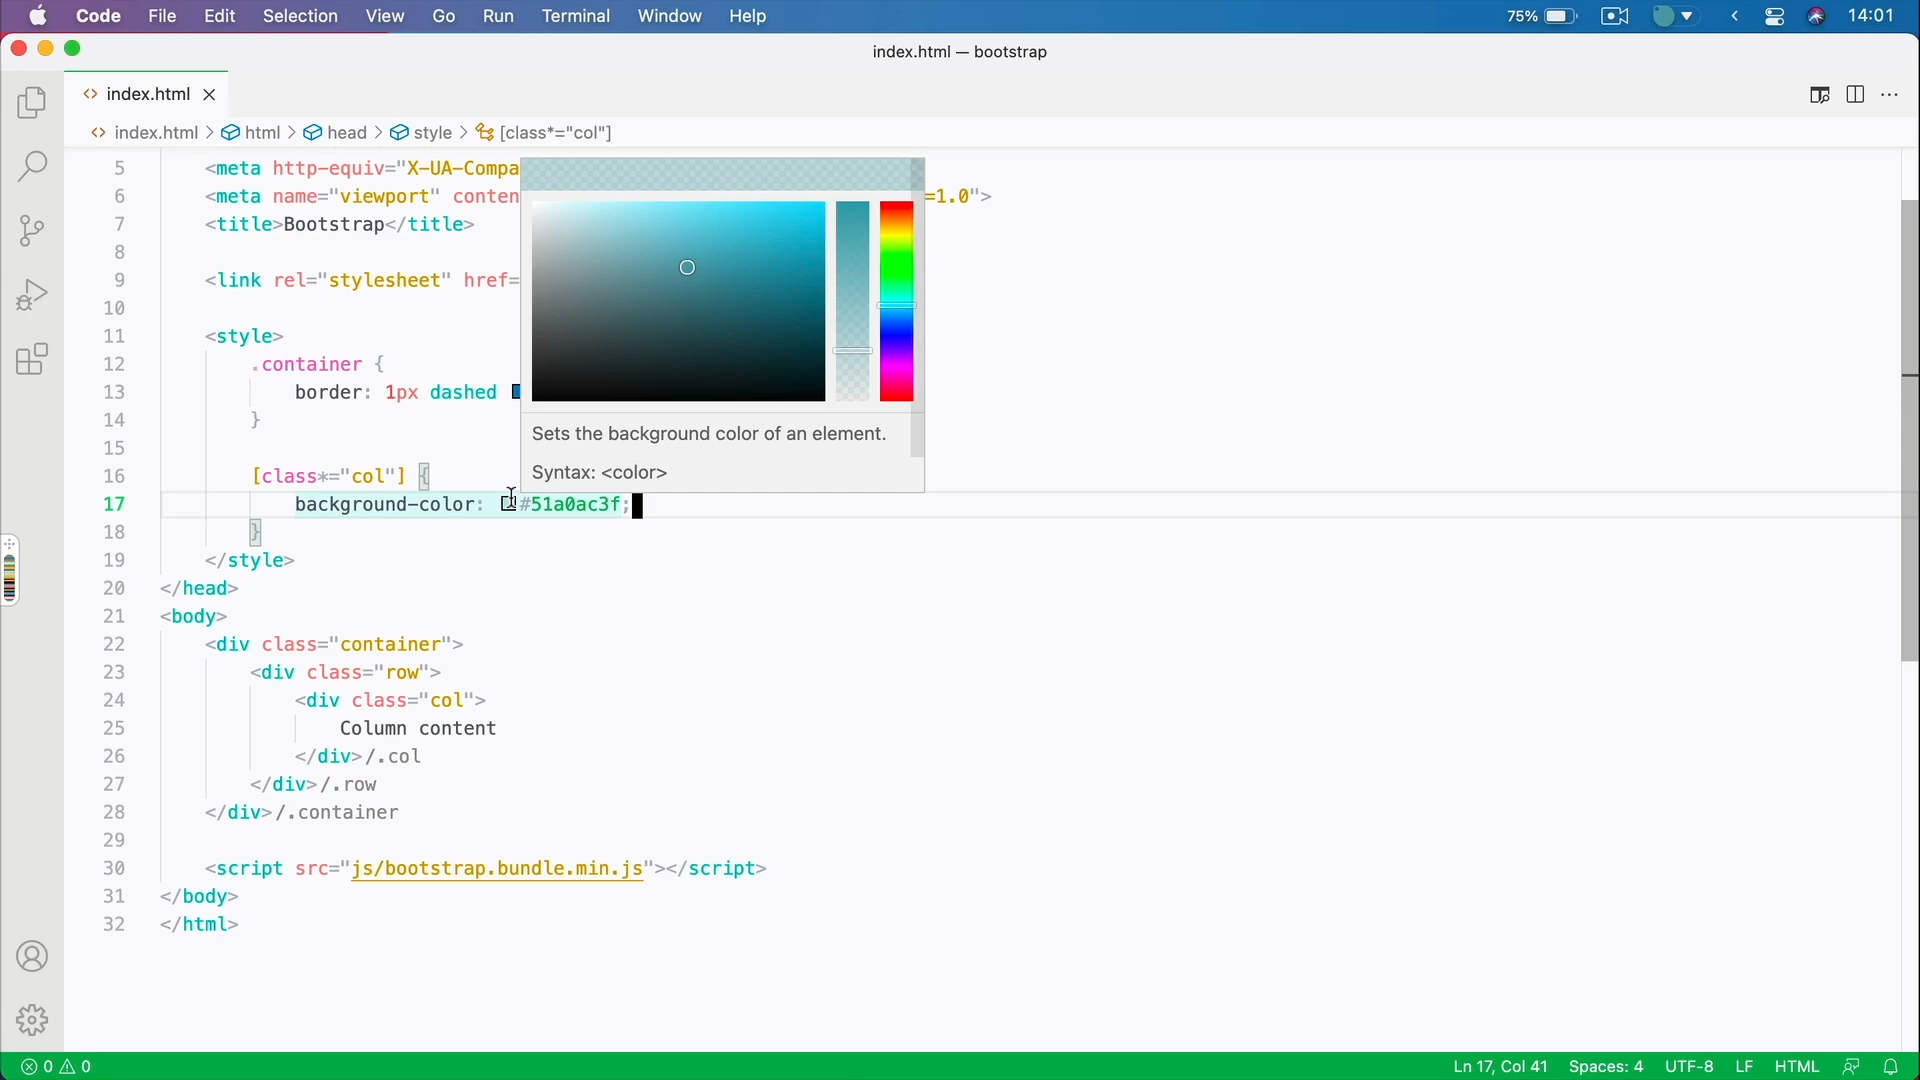 Code File Edit Selection View Go Run Terminal Window Help 75% 14:01
index.html — bootstrap
index.html
index.html > html > head > style > [class*="col"]
5 <meta http-equiv="X-UA-Compa
6 <meta name="viewport" conten =1.0">
7 <title>Bootstrap</title>
8
9 <link rel="stylesheet" href=
10
11 <style>
12 .container {
13 border: 1px dashed
14 }
15
16 [class*="col"] {
17 background-color: #51a0ac3f;
18 }
19 </style>
20 </head>
21 <body>
22 <div class="container">
23 <div class="row">
24 <div class="col">
25 Column content
26 </div>/.col
27 </div>/.row
28 </div>/.container
29
30 <script src="js/bootstrap.bundle.min.js"></script>
31 </body>
32 </html>
Sets the background color of an element.
Syntax: <color>
0 0 Ln 17, Col 41 Spaces: 4 UTF-8 LF HTML